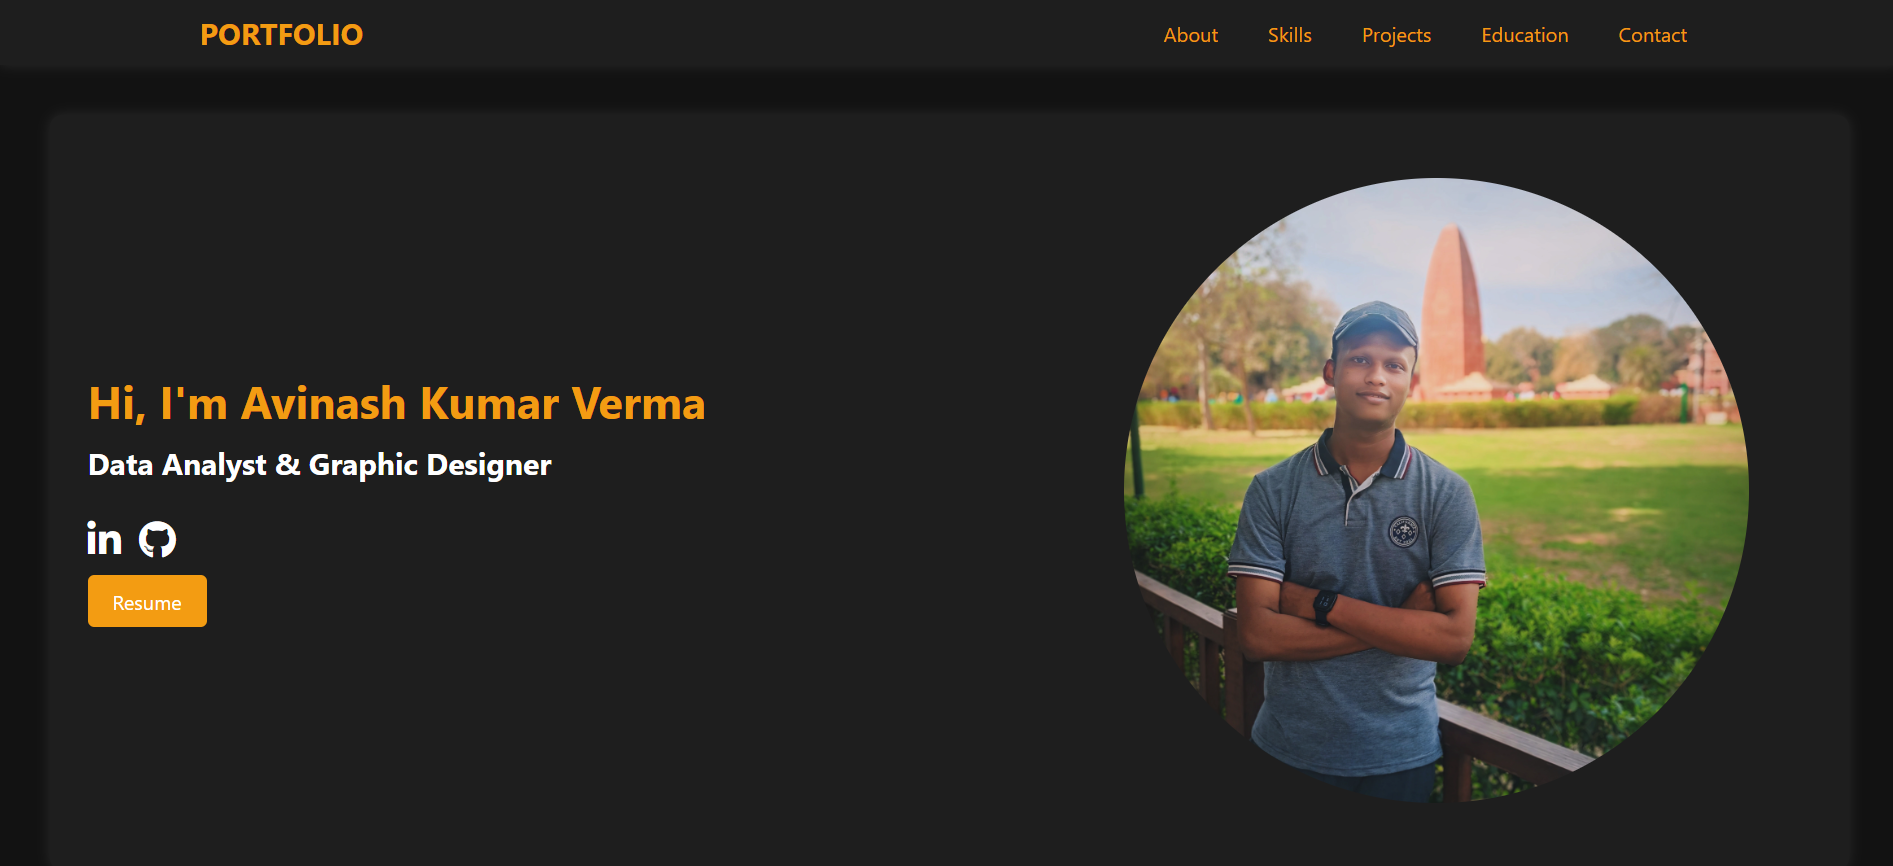 PORTFOLIO
About Skills Projects Education Contact
Hi, I'm Avinash Kumar Verma
Data Analyst & Graphic Designer
in
Resume